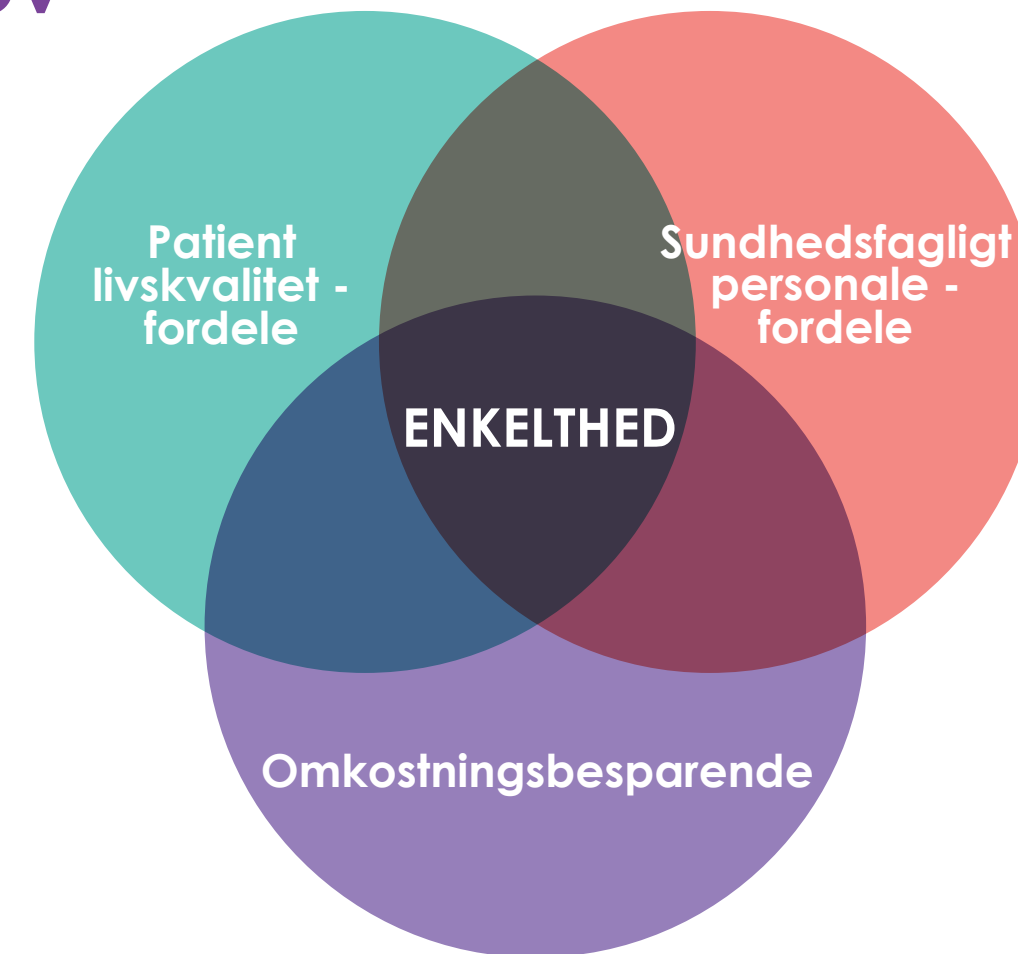 Patient
livskvalitet -
fordele
Sundhedsfagligt
personale -
fordele
ENKELTHED
Omkostningsbesparende